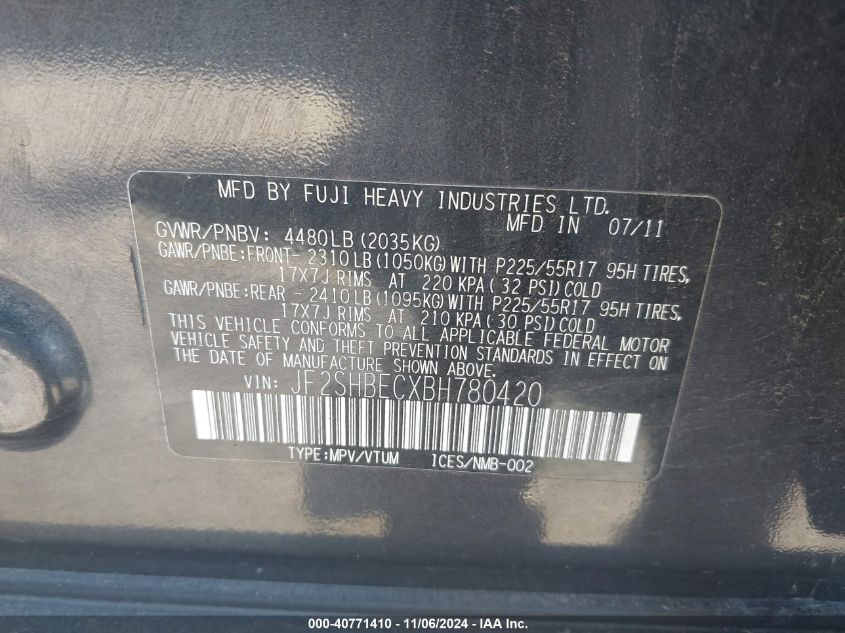 MFD BY FUJI HEAVY INDUSTRIES LTD.
MFD IN 07/11
GVWR/PNBV: 4480LB (2035KG)
GAWR/PNBE:FRONT- 2310LB(1050KG)WITH P225/55R17 95H TIRES,
17X7J RIMS AT 220 KPA( 32 PSI)COLD
GAWR/PNBE:REAR - 2410LB(1095KG)WITH P225/55R17 95H TIRES,
17X7J RIMS AT 210 KPA( 30 PSI)COLD
THIS VEHICLE CONFORMS TO ALL APPLICABLE FEDERAL MOTOR
VEHICLE SAFETY AND THEFT PREVENTION STANDARDS IN EFFECT ON
THE DATE OF MANUFACTURE SHOWN ABOVE.
VIN: JF2SHBECXBH780420
TYPE:MPV/VTUM ICES/NMB-002
000-40771410 - 11/06/2024 - IAA Inc.